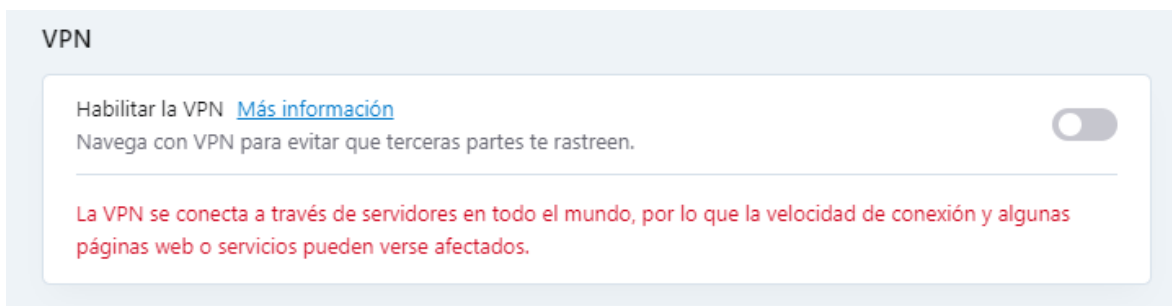 VPN
Habilitar la VPN Más información
Navega con VPN para evitar que terceras partes te rastreen.
La VPN se conecta a través de servidores en todo el mundo, por lo que la velocidad de conexión y algunas
páginas web o servicios pueden verse afectados.